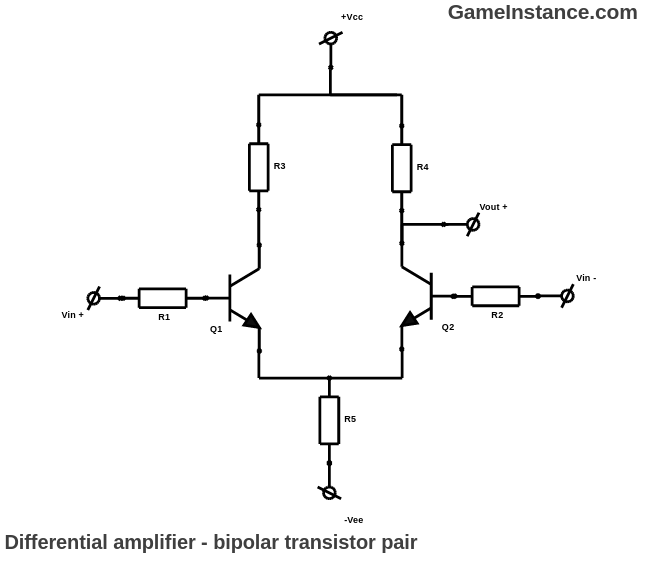 GameInstance.com
+Vcc
R3
R4
Vout +
Vin -
Vin +
R1
R2
Q1
Q2
R5
-Vee
Differential amplifier - bipolar transistor pair